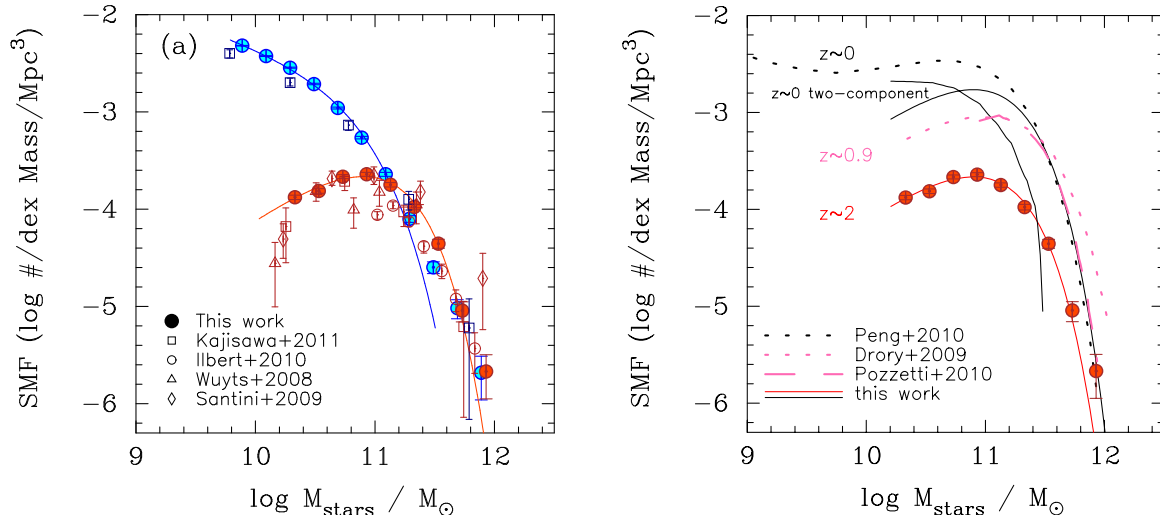 (a)
SMF (log #/dex Mass/Mpc³)
−2
−3
−4
−5
−6
This work
Kajisawa+2011
Ilbert+2010
Wuyts+2008
Santini+2009
9
10
11
12
log M_stars / M_⊙
SMF (log #/dex Mass/Mpc³)
−2
−3
−4
−5
−6
z~0
z~0 two−component
z~0.9
z~2
Peng+2010
Drory+2009
Pozzetti+2010
this work
9
10
11
12
log M_stars / M_⊙